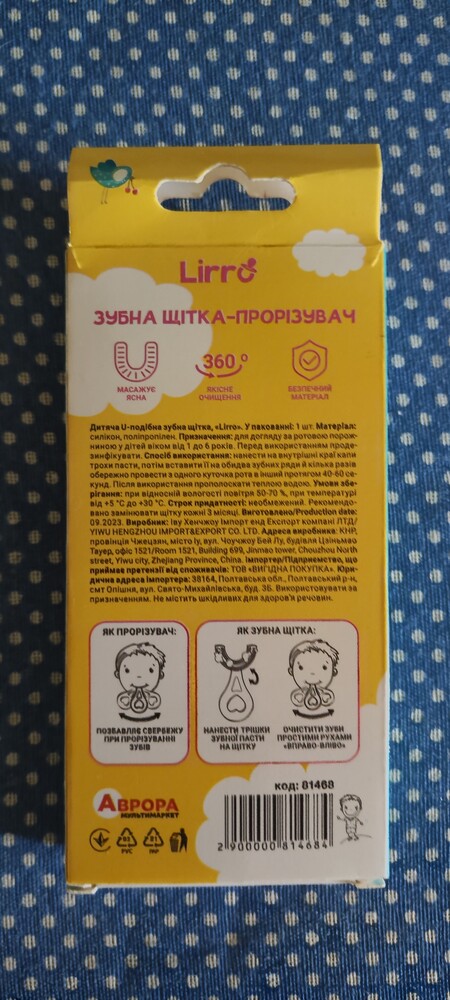 Lirro
ЗУБНА ЩІТКА-ПРОРІЗУВАЧ
360 º
МАСАЖУЄ
ЯСНА
ЯКІСНЕ
ОЧИЩЕННЯ
БЕЗПЕЧНИЙ
МАТЕРІАЛ
Дитяча U-подібна зубна щітка, «Lirro». У пакованні: 1 шт. Матеріал:
силікон, поліпропілен. Призначення: для догляду за ротовою порож-
ниною у дітей віком від 1 до 6 років. Перед використанням проде-
зинфікувати. Спосіб використання: нанести на внутрішні краї капи
трохи пасти, потім вставити її на обидва зубних ряди й кілька разів
обережно провести з одного куточка рота в інший протягом 40-60 се-
кунд. Після використання прополоскати теплою водою. Умови збе-
рігання: при відносній вологості повітря 50-70 %, при температурі
від +5 °C до +30 °C. Строк придатності: необмежений. Рекомендо-
вано замінювати щітку кожні 3 місяці. Виготовлено/Production date:
09.2023. Виробник: Іву Хенчжоу Імпорт енд Експорт компані ЛТД/
YIWU HENGZHOU IMPORT&EXPORT CO. LTD. Адреса виробника: КНР,
провінція Чжецзян, місто Іу, вул. Чоучжоу Бей Лу, будівля Цзіньмао
Тауер, офіс 1521/Room 1521, Building 699, Jinmao tower, Chouzhou North
street, Yiwu city, Zhejiang Province, China. Імпортер/Підприємство, що
приймає претензії від споживачів: ТОВ «ВИГІДНА ПОКУПКА». Юри-
дична адреса імпортера: 38164, Полтавська обл., Полтавський р-н,
смт Опішня, вул. Свято-Михайлівська, буд. 3Б. Використовувати за
призначенням. Не містить шкідливих для здоров'я речовин.
ЯК ПРОРІЗУВАЧ:
ПОЗБАВЛЯЄ СВЕРБЕЖУ
ПРИ ПРОРІЗУВАННІ
ЗУБІВ
ЯК ЗУБНА ЩІТКА:
НАНЕСТИ ТРІШКИ
ЗУБНОЇ ПАСТИ
НА ЩІТКУ
ОЧИСТИТИ ЗУБИ
ПРОСТИМИ РУХАМИ
«ВПРАВО-ВЛІВО»
АВРОРА
МУЛЬТИМАРКЕТ
код: 81468
03
PVC
21
PAP
2 900000 814684